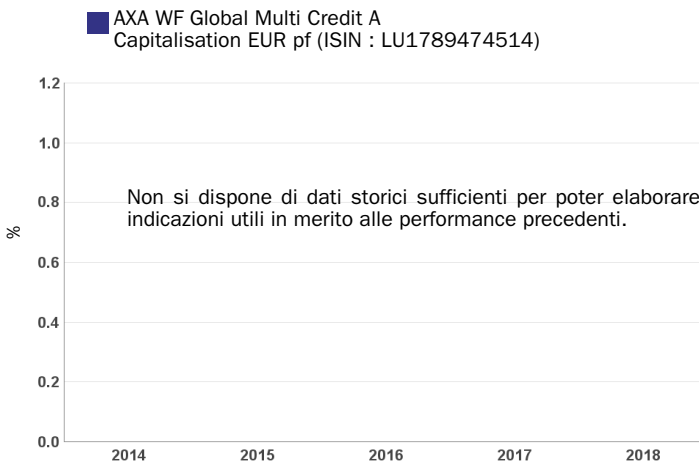 AXA WF Global Multi Credit A
Capitalisation EUR pf (ISIN : LU1789474514)
1.2
1.0
Non si dispone di dati storici sufficienti per poter elaborare
0.8
indicazioni utili in merito alle performance precedenti.
%
0.6
0.4
0.2
0.0
2014 2015 2016 2017 2018